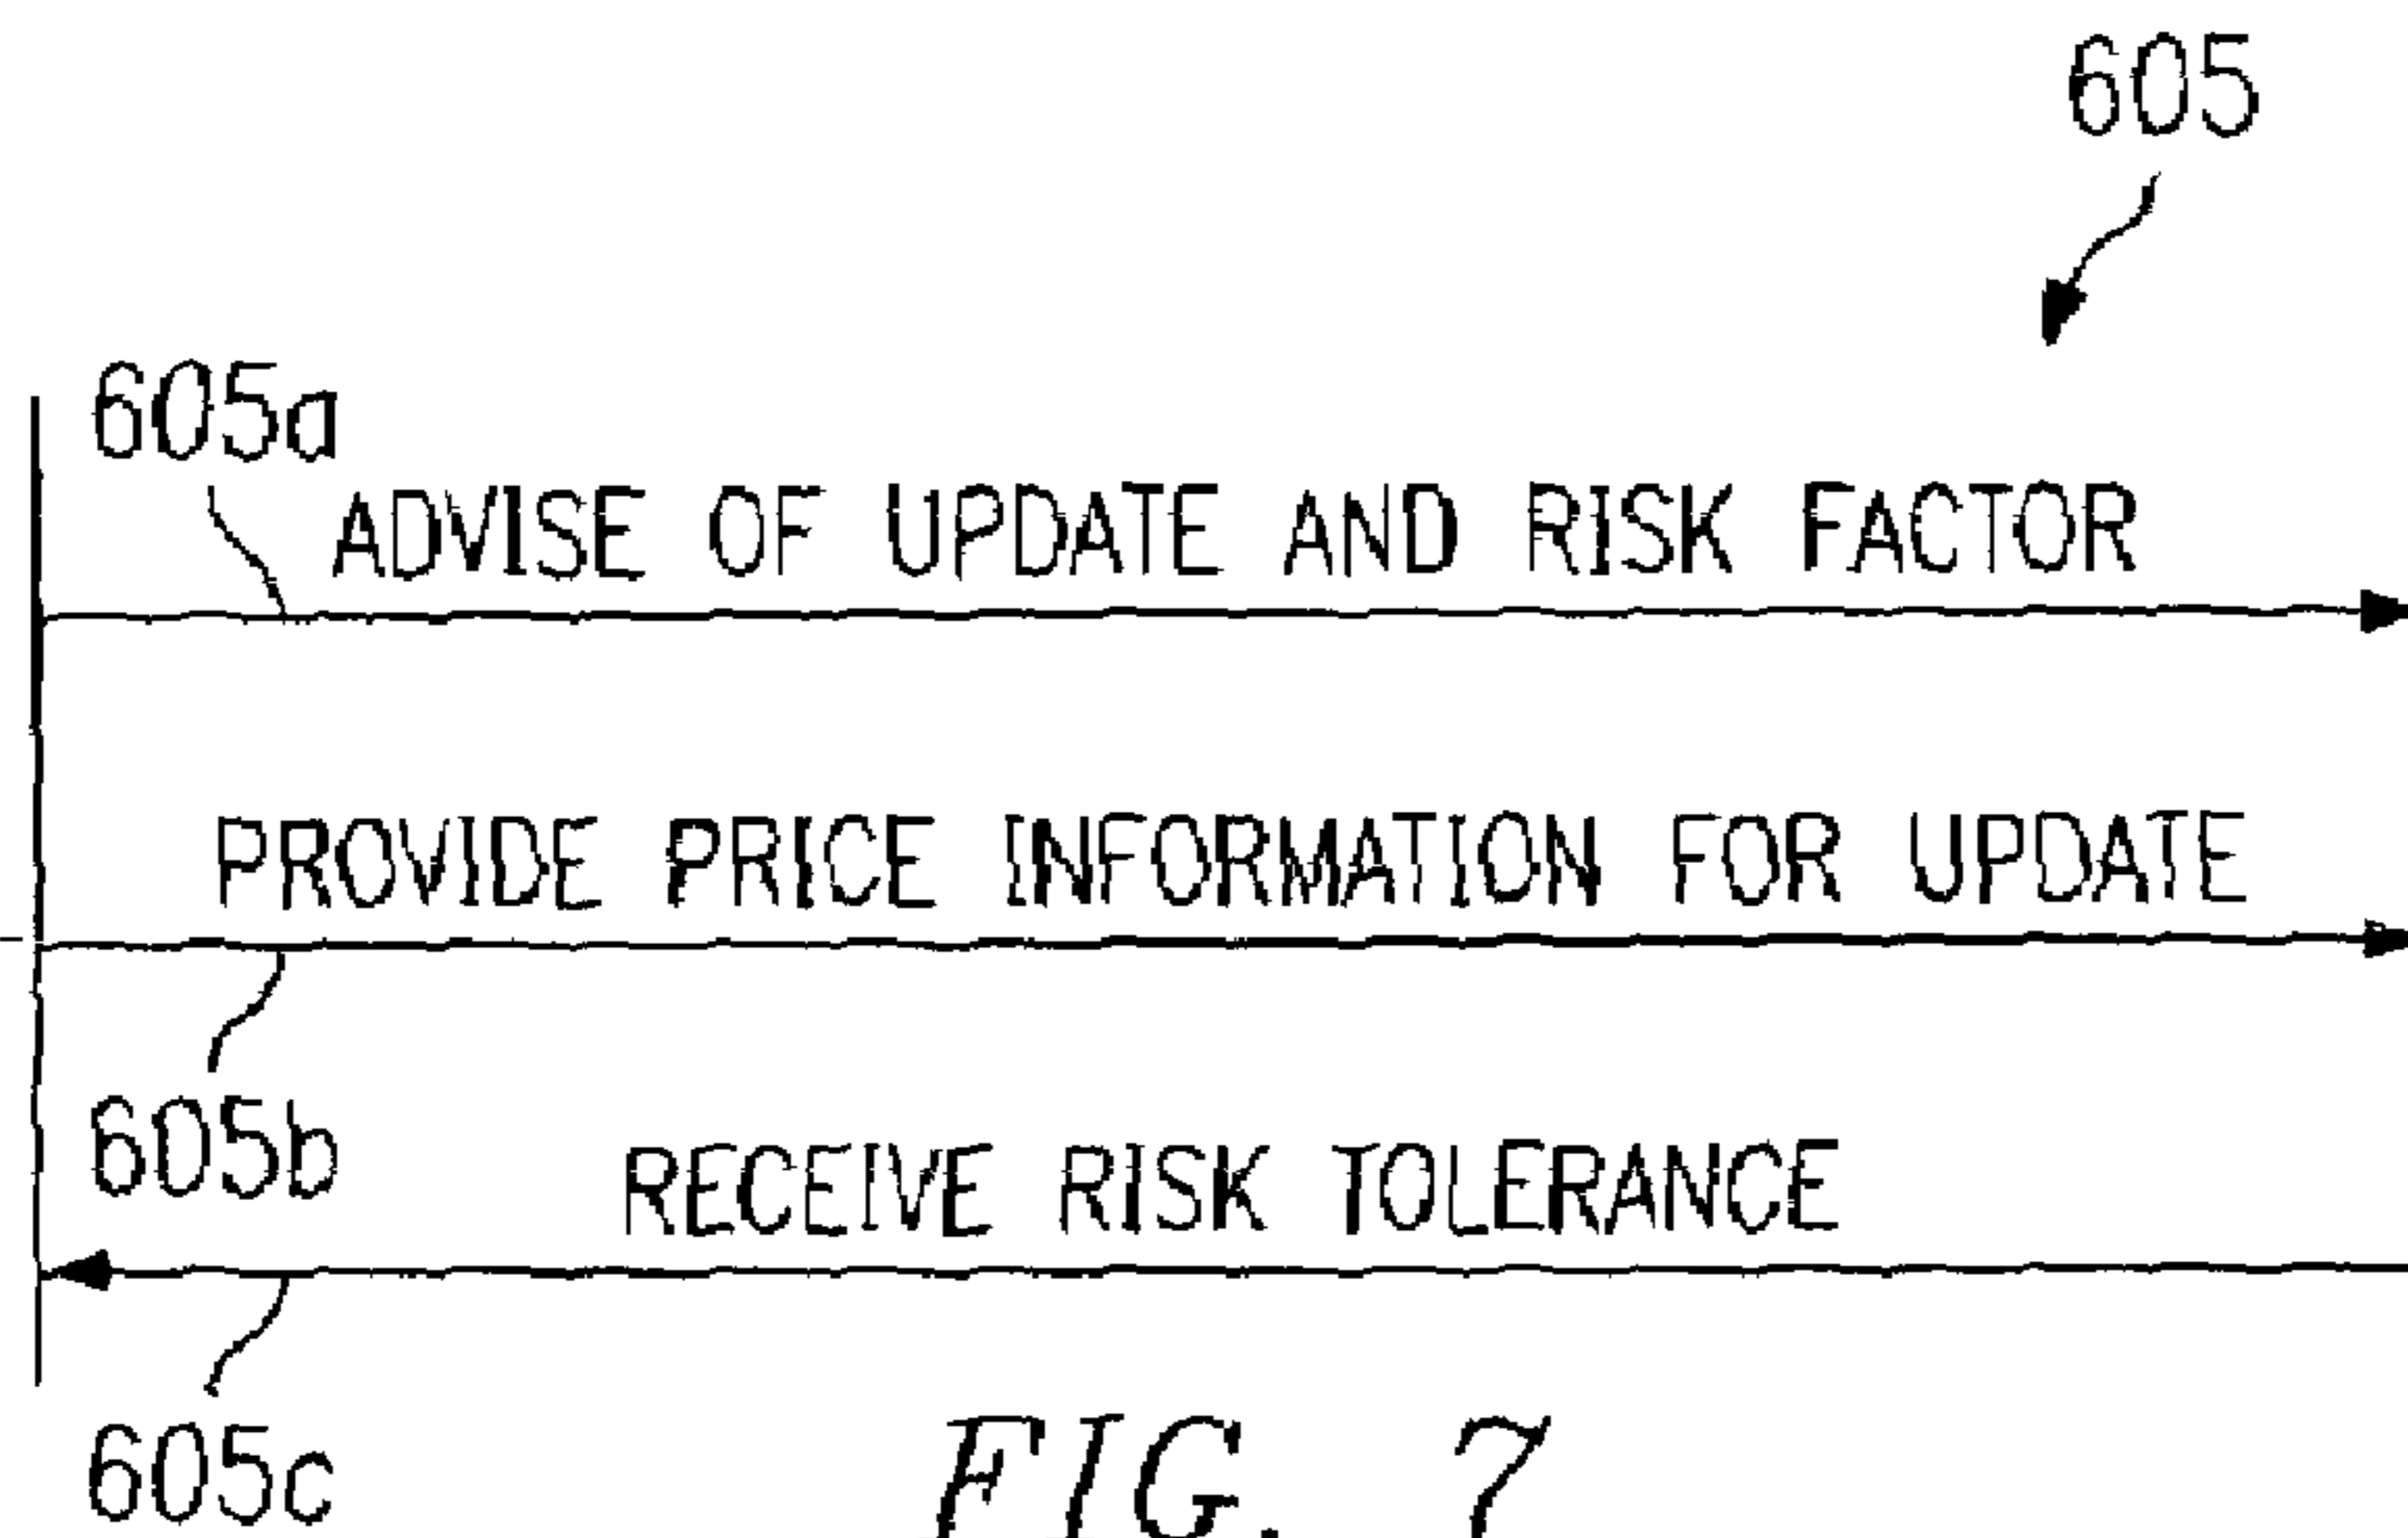 605
605a
ADVISE OF UPDATE AND RISK FACTOR
PROVIDE PRICE INFORMATION FOR UPDATE
605b
RECEIVE RISK TOLERANCE
605c
FIG. 7